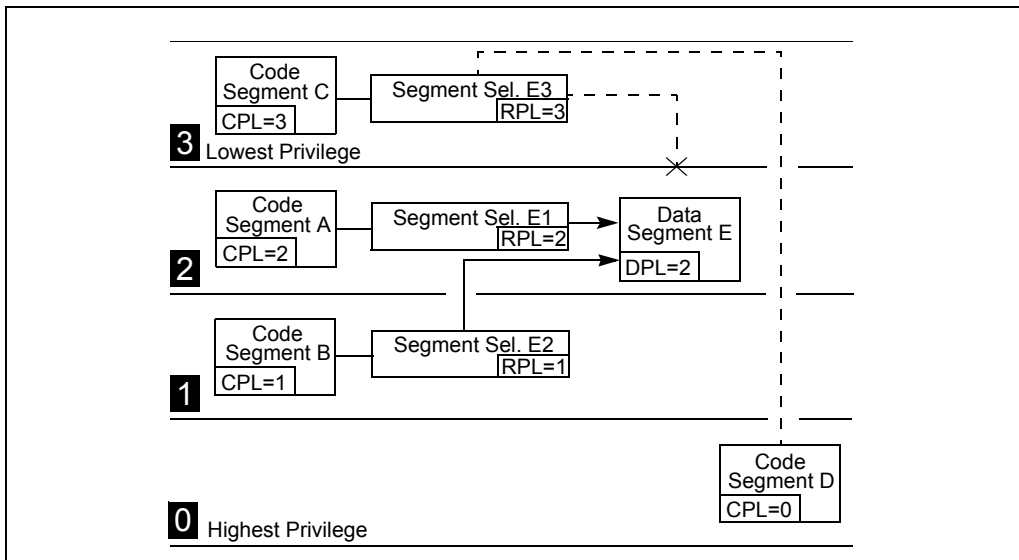 Code
Segment C
CPL=3
Segment Sel. E3
RPL=3
3
Lowest Privilege
Code
Segment A
CPL=2
Segment Sel. E1
RPL=2
Data
Segment E
DPL=2
2
Code
Segment B
CPL=1
Segment Sel. E2
RPL=1
1
Code
Segment D
CPL=0
0
Highest Privilege